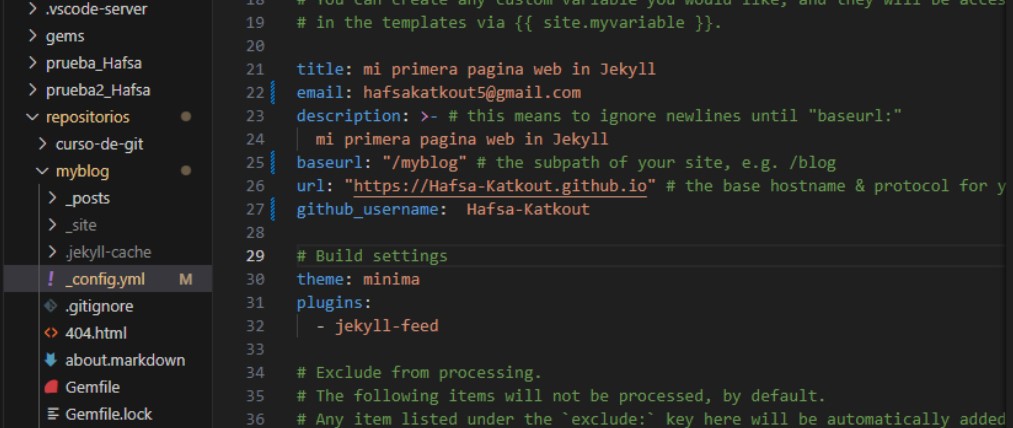 .vscode-server
gems
prueba_Hafsa
prueba2_Hafsa
repositorios
curso-de-git
myblog
_posts
_site
.jekyll-cache
! _config.yml M
.gitignore
404.html
about.markdown
Gemfile
Gemfile.lock
18 # You can create any custom variable you would like, and they will be acces
19 # in the templates via {{ site.myvariable }}.
20
21 title: mi primera pagina web in Jekyll
22 email: hafsakatkout5@gmail.com
23 description: >- # this means to ignore newlines until "baseurl:"
24 mi primera pagina web in Jekyll
25 baseurl: "/myblog" # the subpath of your site, e.g. /blog
26 url: "https://Hafsa-Katkout.github.io" # the base hostname & protocol for y
27 github_username:  Hafsa-Katkout
28
29 # Build settings
30 theme: minima
31 plugins:
32 - jekyll-feed
33
34 # Exclude from processing.
35 # The following items will not be processed, by default.
36 # Any item listed under the `exclude:` key here will be automatically added